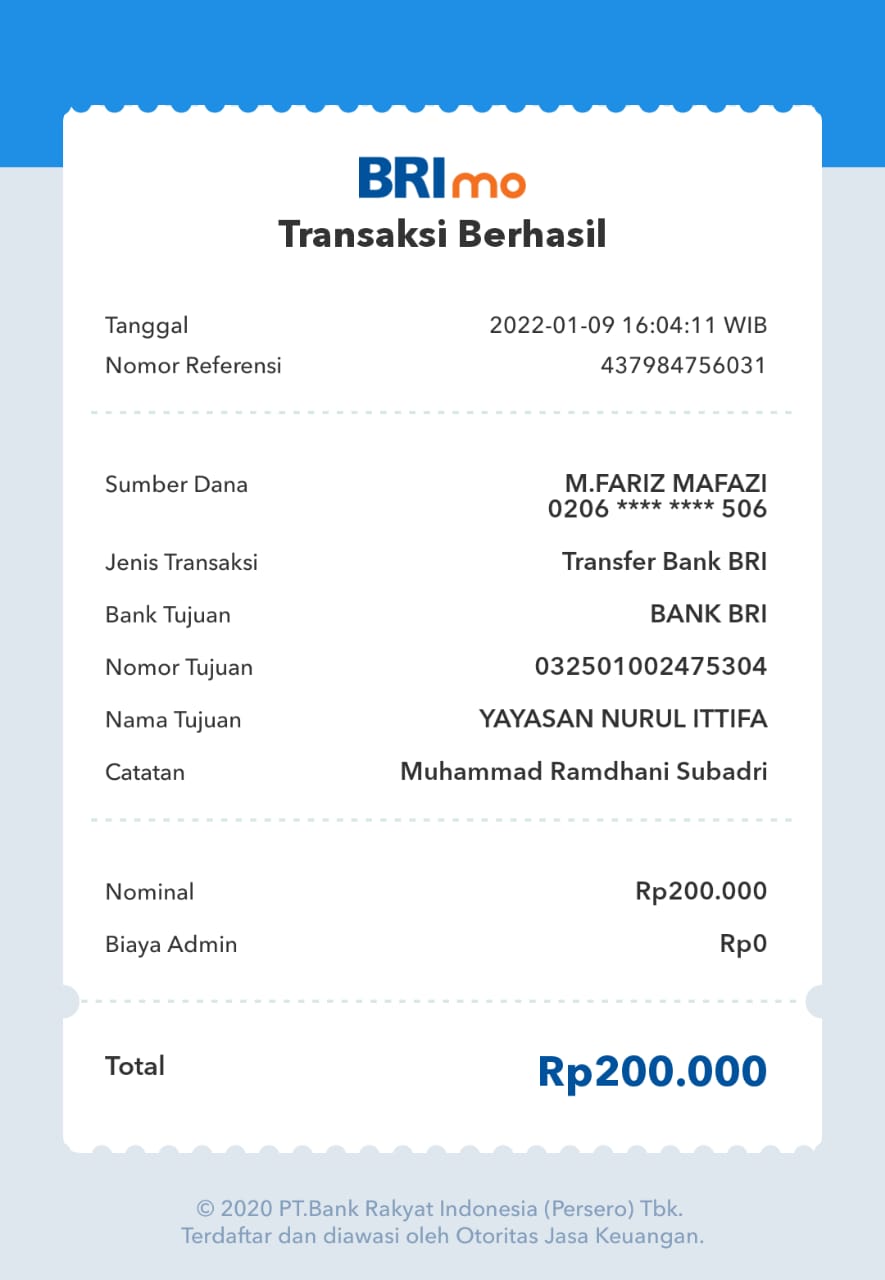 BRImo
Transaksi Berhasil
Tanggal 2022-01-09 16:04:11 WIB
Nomor Referensi 437984756031
Sumber Dana M.FARIZ MAFAZI
0206 **** **** 506
Jenis Transaksi Transfer Bank BRI
Bank Tujuan BANK BRI
Nomor Tujuan 032501002475304
Nama Tujuan YAYASAN NURUL ITTIFA
Catatan Muhammad Ramdhani Subadri
Nominal Rp200.000
Biaya Admin Rp0
Total Rp200.000
© 2020 PT.Bank Rakyat Indonesia (Persero) Tbk.
Terdaftar dan diawasi oleh Otoritas Jasa Keuangan.